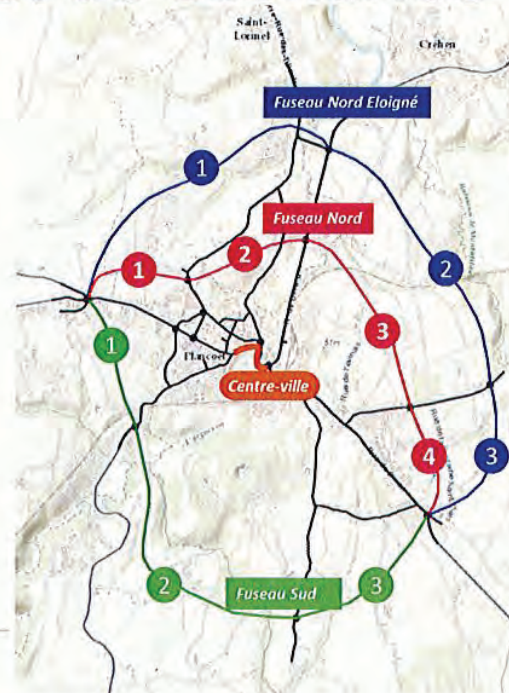 Saint-
Lormel
Créhen
Fuseau Nord Eloigné
1
Fuseau Nord
1
2
2
3
1
Plancoët
Centre-ville
4
3
2
Fuseau Sud
3